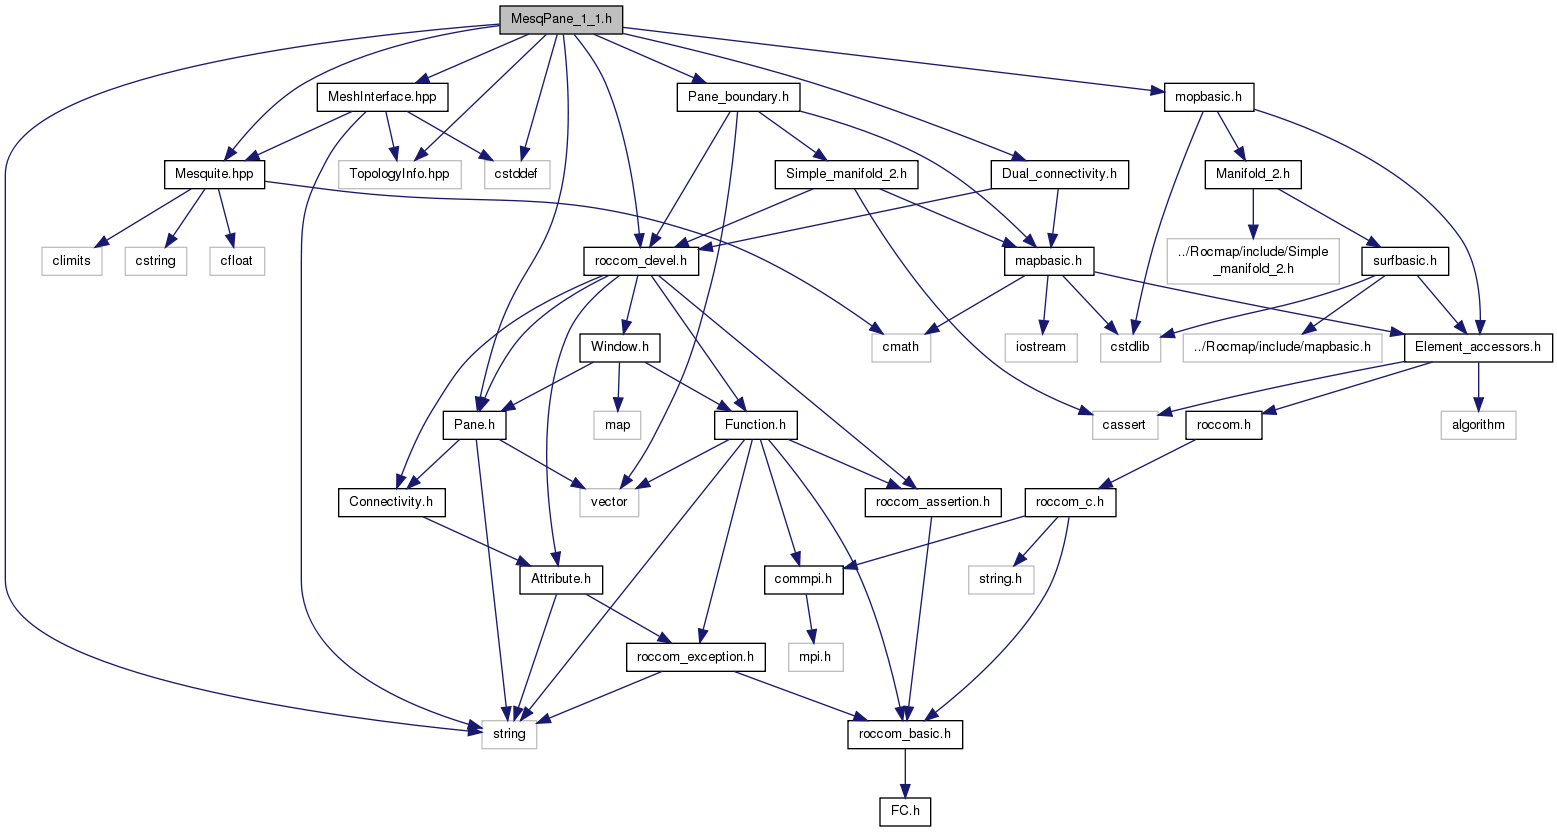 MesqPane_1_1.h
MeshInterface.hpp
Pane_boundary.h
mopbasic.h
Mesquite.hpp
TopologyInfo.hpp
cstddef
Simple_manifold_2.h
Dual_connectivity.h
Manifold_2.h
climits
cstring
cfloat
roccom_devel.h
mapbasic.h
../Rocmap/include/Simple
_manifold_2.h
surfbasic.h
Window.h
cmath
iostream
cstdlib
../Rocmap/include/mapbasic.h
Element_accessors.h
Pane.h
map
Function.h
cassert
roccom.h
algorithm
Connectivity.h
vector
roccom_assertion.h
roccom_c.h
Attribute.h
commpi.h
string.h
roccom_exception.h
mpi.h
string
roccom_basic.h
FC.h